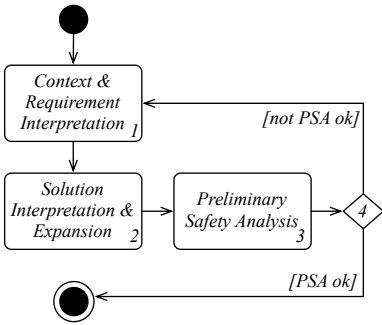 Context &
Requirement
Interpretation
1
[not PSA ok]
Solution
Interpretation &
Expansion
2
Preliminary
Safety Analysis
3
4
[PSA ok]